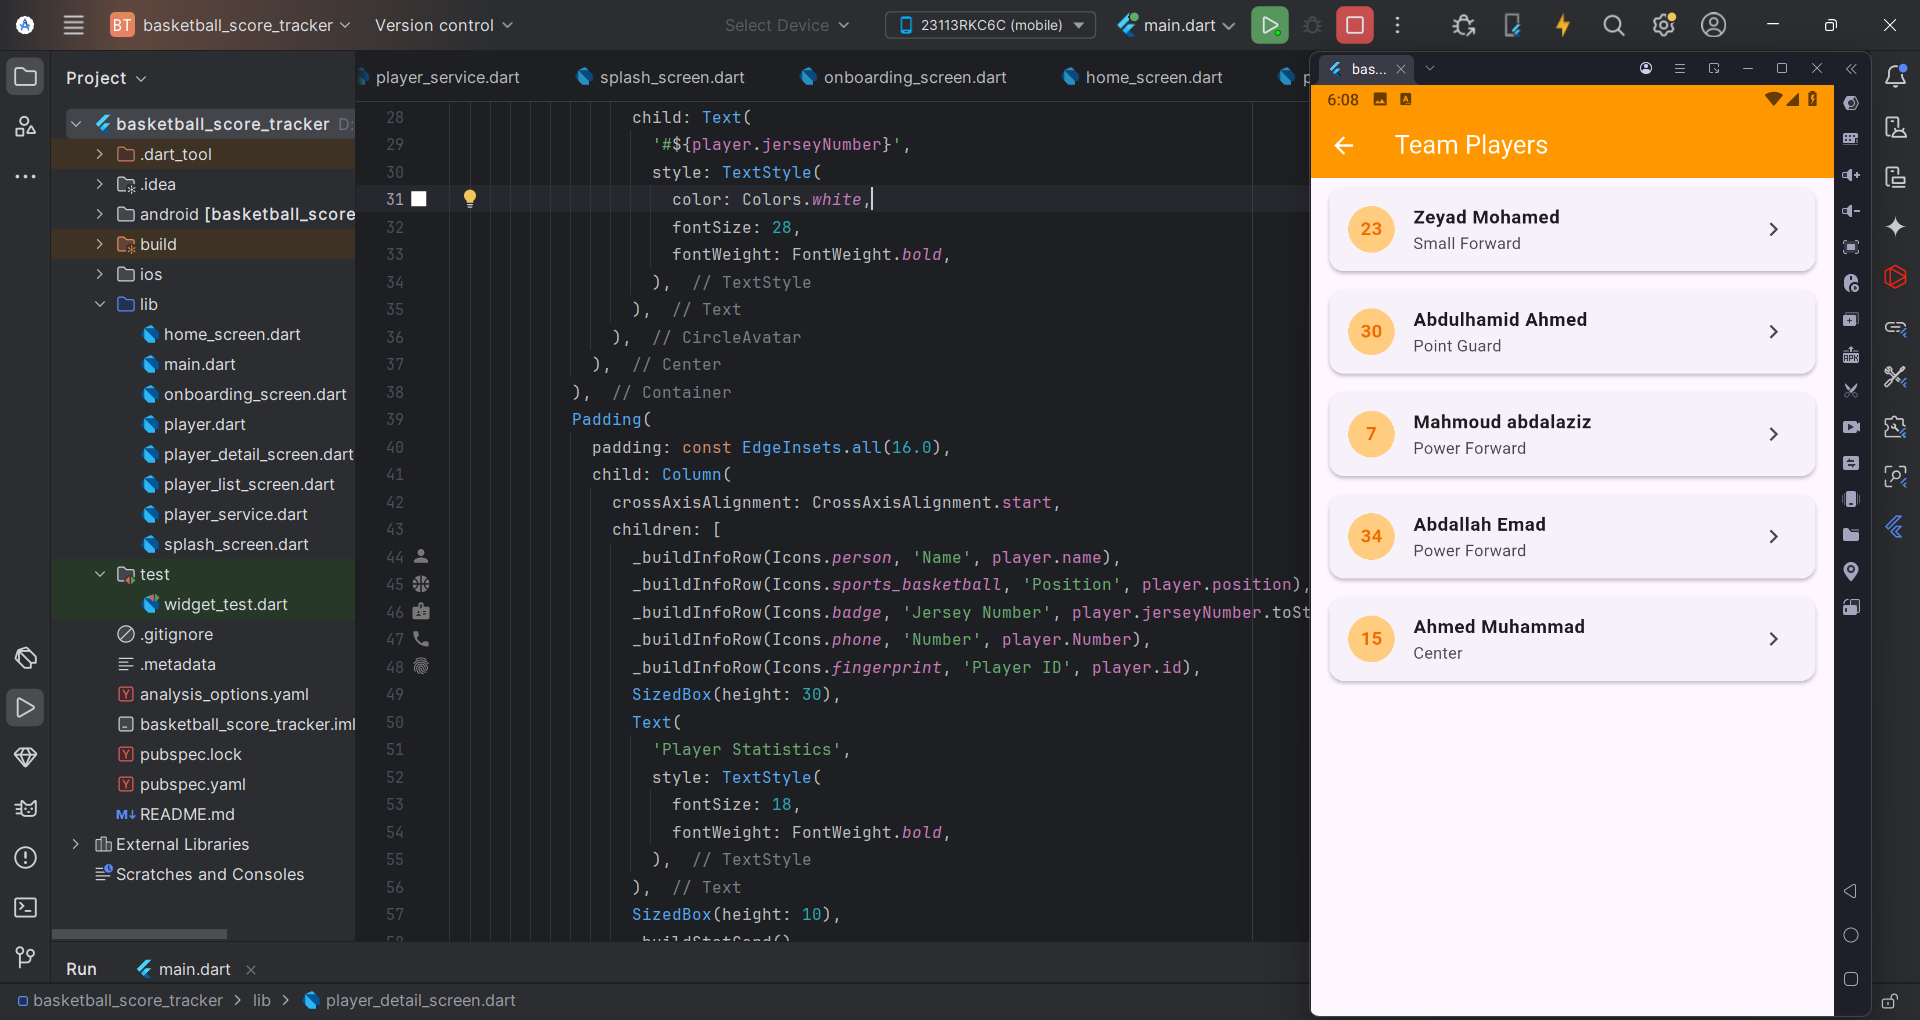 BT basketball_score_tracker Version control Select Device 23113RKC6C (mobile) main.dart
Project
basketball_score_tracker D:
.dart_tool
.idea
android [basketball_score
build
ios
lib
home_screen.dart
main.dart
onboarding_screen.dart
player.dart
player_detail_screen.dart
player_list_screen.dart
player_service.dart
splash_screen.dart
test
widget_test.dart
.gitignore
.metadata
analysis_options.yaml
basketball_score_tracker.iml
pubspec.lock
pubspec.yaml
README.md
External Libraries
Scratches and Consoles
player_service.dart splash_screen.dart onboarding_screen.dart home_screen.dart
28 child: Text(
29 '#${player.jerseyNumber}',
30 style: TextStyle(
31 color: Colors.white,
32 fontSize: 28,
33 fontWeight: FontWeight.bold,
34 ), // TextStyle
35 ), // Text
36 ), // CircleAvatar
37 ), // Center
38 ), // Container
39 Padding(
40 padding: const EdgeInsets.all(16.0),
41 child: Column(
42 crossAxisAlignment: CrossAxisAlignment.start,
43 children: [
44 _buildInfoRow(Icons.person, 'Name', player.name),
45 _buildInfoRow(Icons.sports_basketball, 'Position', player.position),
46 _buildInfoRow(Icons.badge, 'Jersey Number', player.jerseyNumber.toSt
47 _buildInfoRow(Icons.phone, 'Number', player.Number),
48 _buildInfoRow(Icons.fingerprint, 'Player ID', player.id),
49 SizedBox(height: 30),
50 Text(
51 'Player Statistics',
52 style: TextStyle(
53 fontSize: 18,
54 fontWeight: FontWeight.bold,
55 ), // TextStyle
56 ), // Text
57 SizedBox(height: 10),
bas...
6:08
Team Players
23
Zeyad Mohamed
Small Forward
30
Abdulhamid Ahmed
Point Guard
7
Mahmoud abdalaziz
Power Forward
34
Abdallah Emad
Power Forward
15
Ahmed Muhammad
Center
Run main.dart
basketball_score_tracker > lib > player_detail_screen.dart